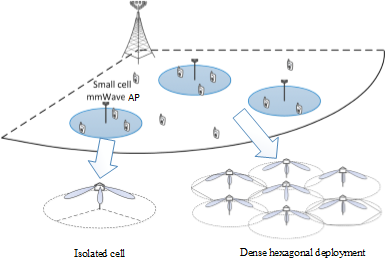 Small cell
mmWave AP
Isolated cell
Dense hexagonal deployment